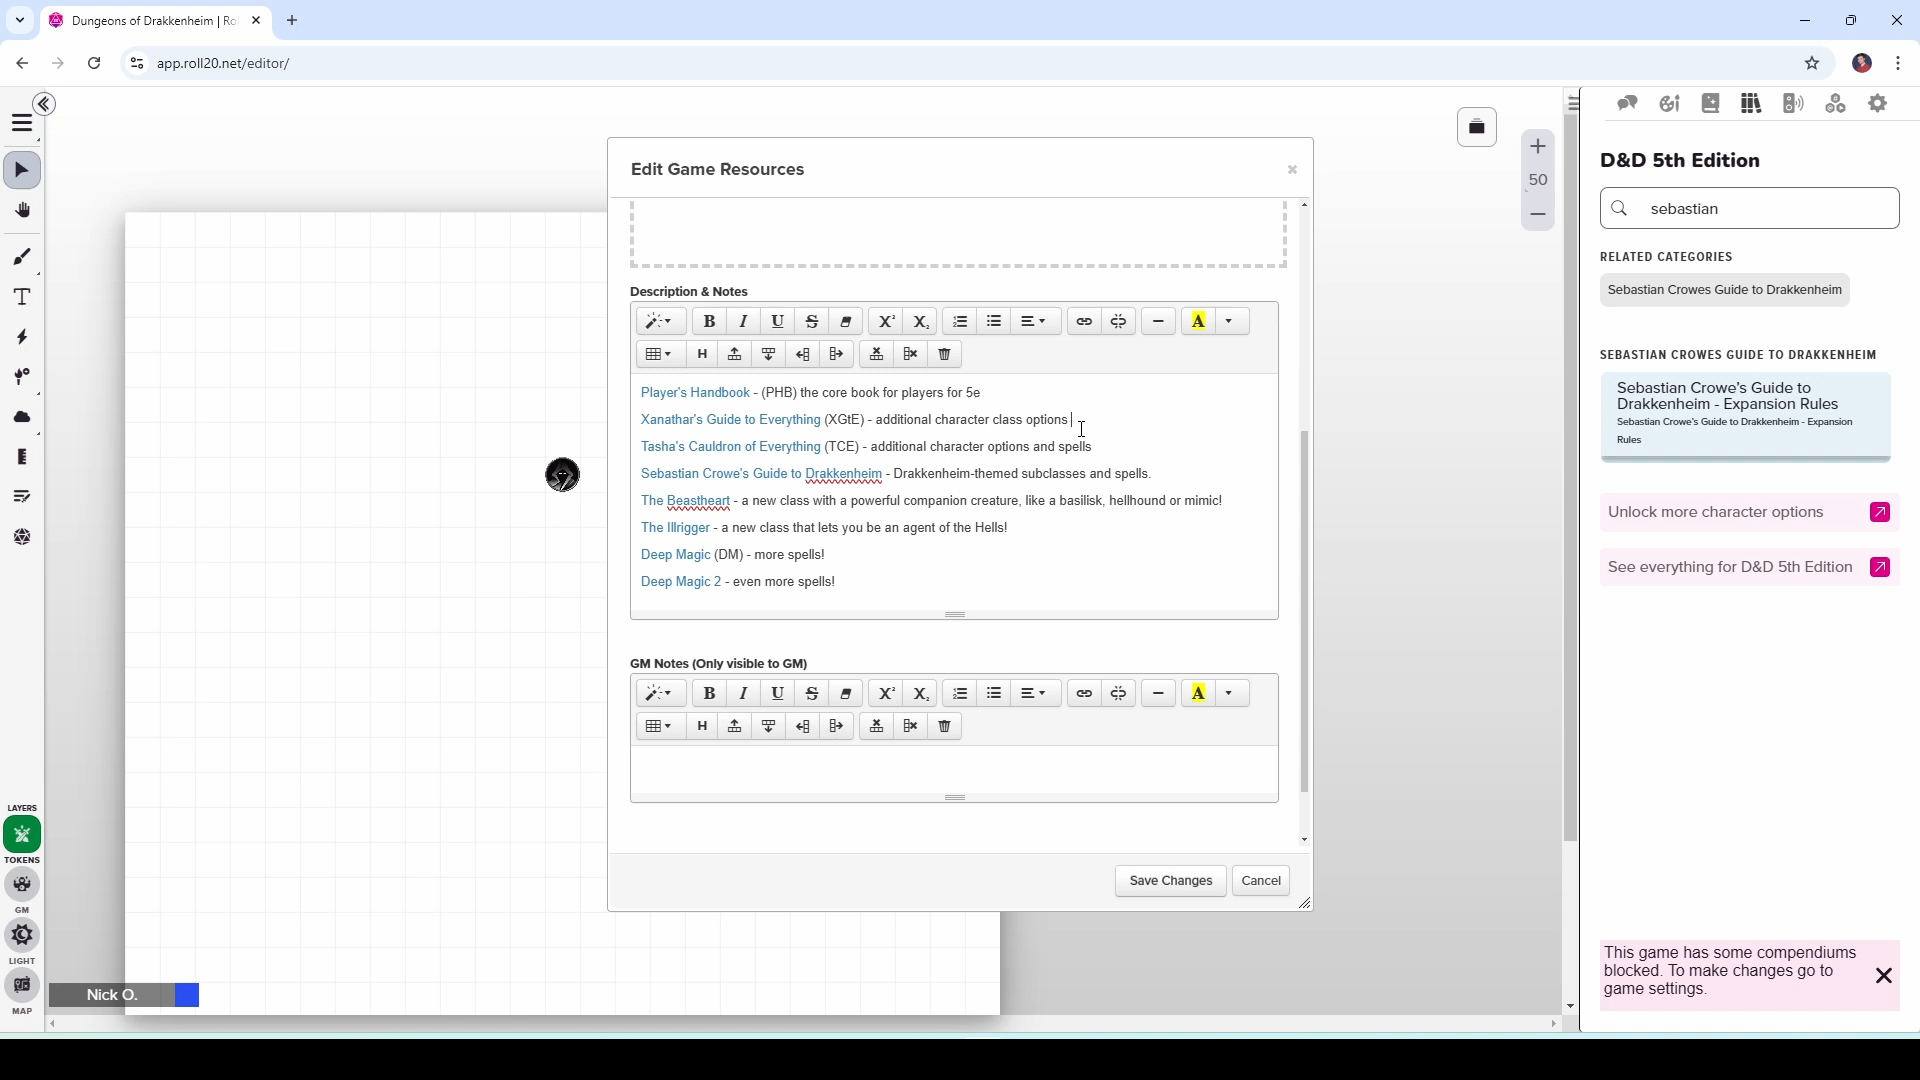 Dungeons of Drakkenheim | Ro
app.roll20.net/editor/
Edit Game Resources
Description & Notes
Player's Handbook - (PHB) the core book for players for 5e
Xanathar's Guide to Everything (XGtE) - additional character class options
Tasha's Cauldron of Everything (TCE) - additional character options and spells
Sebastian Crowe's Guide to Drakkenheim - Drakkenheim-themed subclasses and spells.
The Beastheart - a new class with a powerful companion creature, like a basilisk, hellhound or mimic!
The Illrigger - a new class that lets you be an agent of the Hells!
Deep Magic (DM) - more spells!
Deep Magic 2 - even more spells!
GM Notes (Only visible to GM)
Save Changes
Cancel
LAYERS
TOKENS
GM
LIGHT
MAP
Nick O.
50
D&D 5th Edition
sebastian
RELATED CATEGORIES
Sebastian Crowes Guide to Drakkenheim
SEBASTIAN CROWES GUIDE TO DRAKKENHEIM
Sebastian Crowe's Guide to
Drakkenheim - Expansion Rules
Sebastian Crowe's Guide to Drakkenheim - Expansion
Rules
Unlock more character options
See everything for D&D 5th Edition
This game has some compendiums
blocked. To make changes go to
game settings.